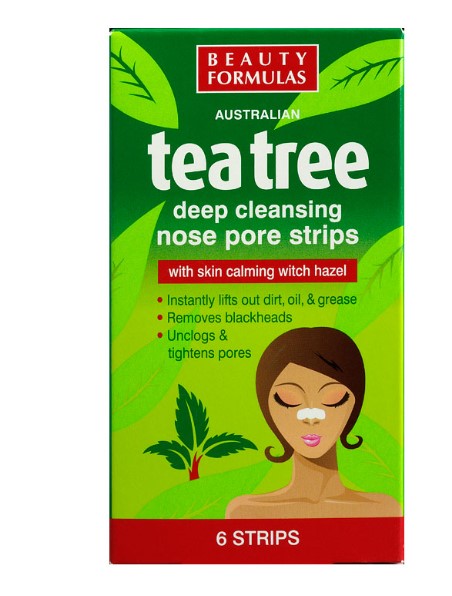 BEAUTY
FORMULAS
AUSTRALIAN
tea tree
deep cleansing
nose pore strips
with skin calming witch hazel
• Instantly lifts out dirt, oil, & grease
• Removes blackheads
• Unclogs &
tightens pores
6 STRIPS